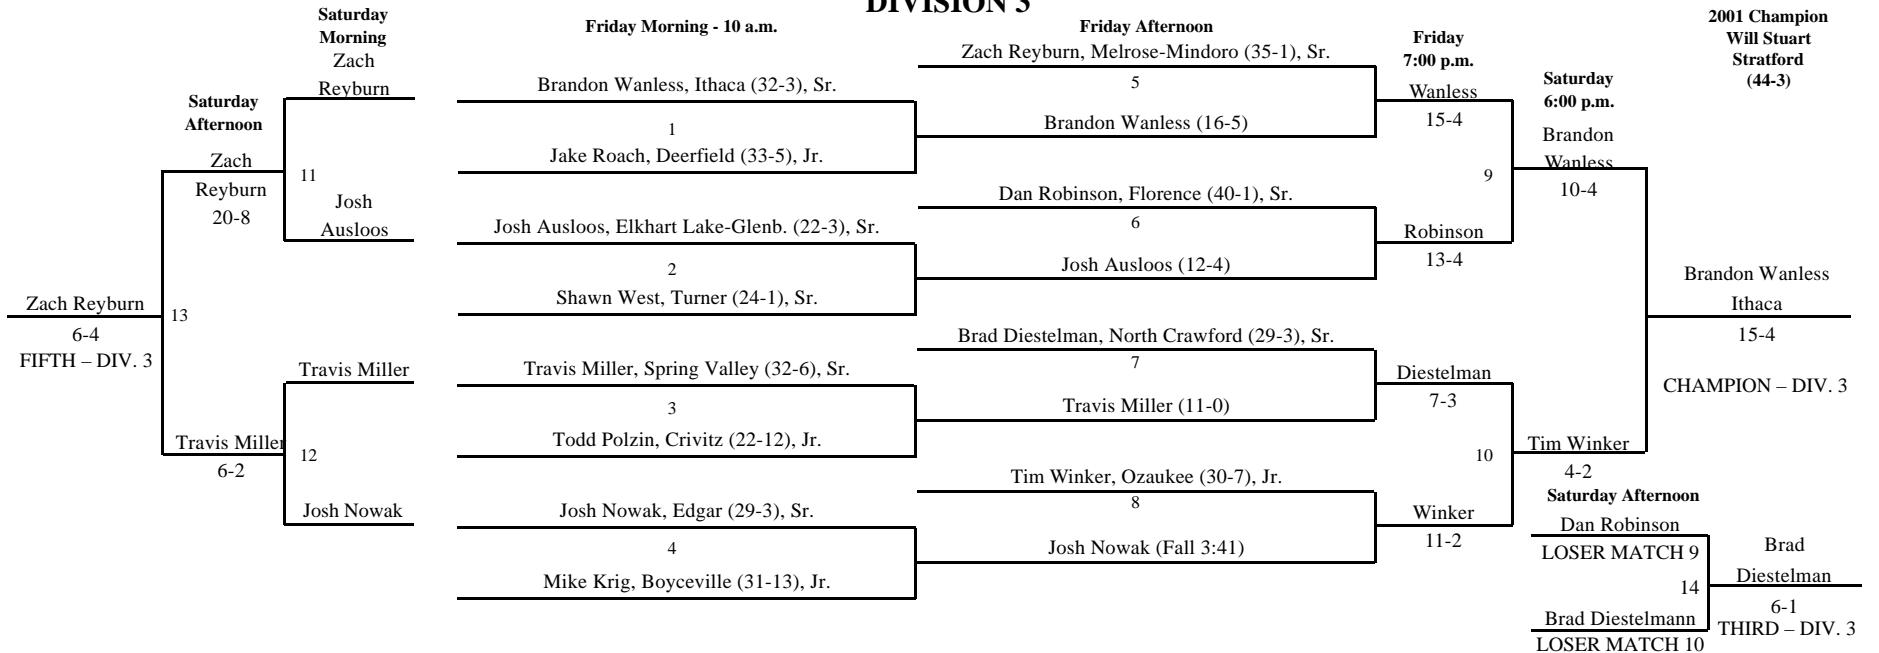 DIVISION 3
Saturday
Morning
Friday Morning - 10 a.m.
Friday Afternoon
Friday
7:00 p.m.
Saturday
6:00 p.m.
2001 Champion
Will Stuart
Stratford
(44-3)
Saturday
Afternoon
Zach
Reyburn
Josh
Ausloos
11
Zach
Reyburn
20-8
Travis Miller
Josh Nowak
12
Travis Miller
6-2
13
Zach Reyburn
6-4
FIFTH – DIV. 3
Brandon Wanless, Ithaca (32-3), Sr.
1
Jake Roach, Deerfield (33-5), Jr.
Josh Ausloos, Elkhart Lake-Glenb. (22-3), Sr.
2
Shawn West, Turner (24-1), Sr.
Travis Miller, Spring Valley (32-6), Sr.
3
Todd Polzin, Crivitz (22-12), Jr.
Josh Nowak, Edgar (29-3), Sr.
4
Mike Krig, Boyceville (31-13), Jr.
Zach Reyburn, Melrose-Mindoro (35-1), Sr.
5
Brandon Wanless (16-5)
Dan Robinson, Florence (40-1), Sr.
6
Josh Ausloos (12-4)
Brad Diestelman, North Crawford (29-3), Sr.
7
Travis Miller (11-0)
Tim Winker, Ozaukee (30-7), Jr.
8
Josh Nowak (Fall 3:41)
Wanless
15-4
9
Robinson
13-4
Diestelman
7-3
10
Winker
11-2
Brandon
Wanless
10-4
Tim Winker
4-2
Brandon Wanless
Ithaca
15-4
CHAMPION – DIV. 3
Saturday Afternoon
Dan Robinson
LOSER MATCH 9
14
Brad Diestelmann
LOSER MATCH 10
Brad
Diestelman
6-1
THIRD – DIV. 3